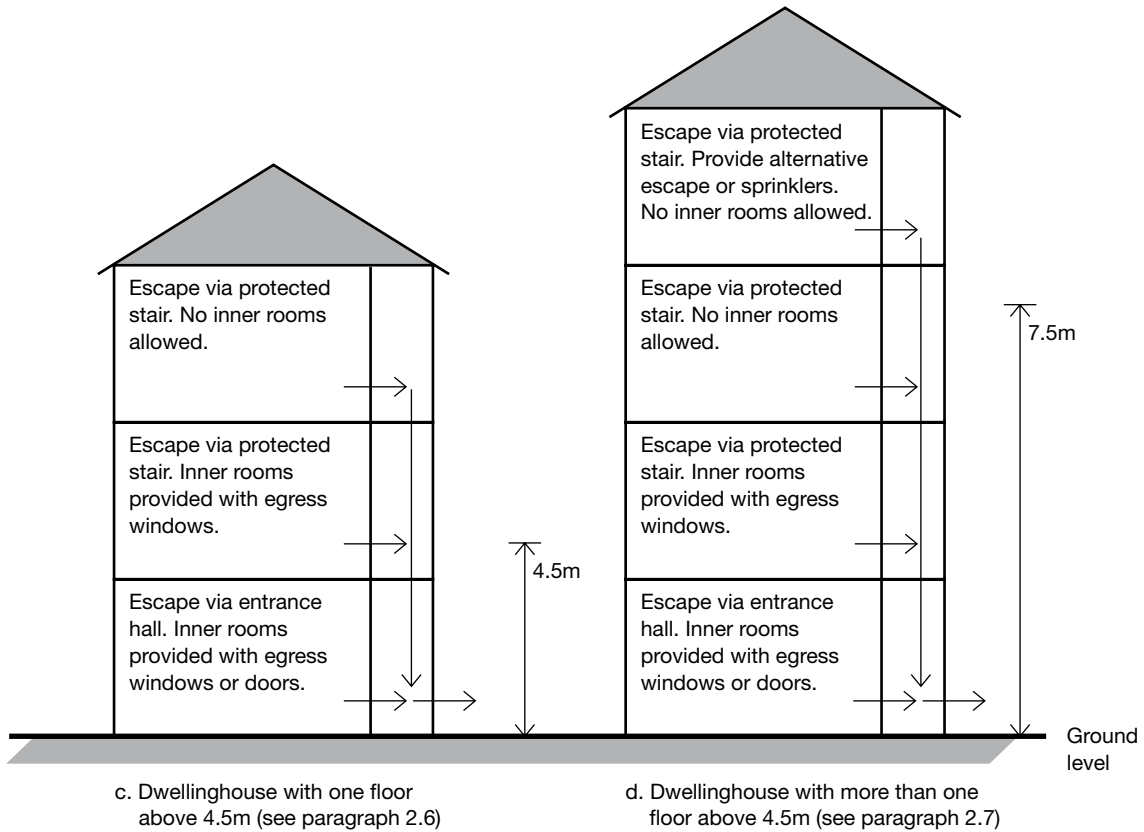 Escape via protected
stair. No inner rooms
allowed.
Escape via protected
stair. Inner rooms
provided with egress
windows.
4.5m
Escape via entrance
hall. Inner rooms
provided with egress
windows or doors.
Escape via protected
stair. Provide alternative
escape or sprinklers.
No inner rooms allowed.
Escape via protected
stair. No inner rooms
allowed.
7.5m
Escape via protected
stair. Inner rooms
provided with egress
windows.
Escape via entrance
hall. Inner rooms
provided with egress
windows or doors.
Ground
level
c. Dwellinghouse with one floor
above 4.5m (see paragraph 2.6)
d. Dwellinghouse with more than one
floor above 4.5m (see paragraph 2.7)